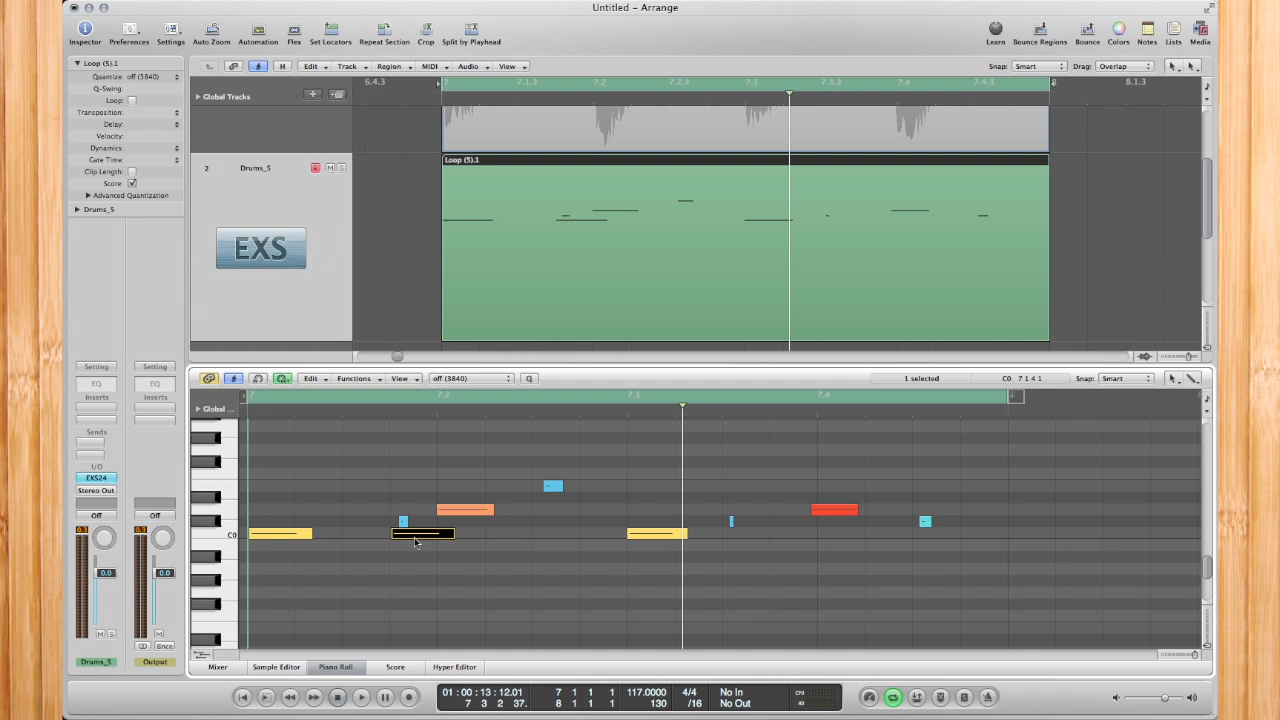 Untitled - Arrange
Inspector
Preferences
Settings
Auto Zoom
Automation
Flex
Set Locators
Repeat Section
Crop
Split by Playhead
Learn
Bounce Regions
Bounce
Colors
Notes
Lists
Media
Loop (5).1
Quantize: off (3840)
Q-Swing:
Loop:
Transposition:
Delay:
Velocity:
Dynamics:
Gate Time:
Clip Length:
Score:
Advanced Quantization
Drums_5
H
Edit
Track
Region
MIDI
Audio
View
Snap: Smart
Drag: Overlap
Global Tracks
6.4.3
7
7.1.3
7.2
7.2.3
7.3
7.3.3
7.4
7.4.3
8
8.1.3
2
Drums_5
R
M
S
EXS
Loop (5).1
Setting
Setting
EQ
EQ
Inserts
Inserts
Sends
I/O
EXS24
Stereo Out
Off
Off
0.0
0.0
M
S
M
Bnce
Drums_5
Output
Edit
Functions
View
off (3840)
Q
1 selected
C0 7 1 4 1
Snap: Smart
Global ...
7
7.2
7.3
7.4
C0
Mixer
Sample Editor
Piano Roll
Score
Hyper Editor
01 : 00 : 13 : 12.01
7 3 2 37.
7 1 1 1
8 1 1 1
117.0000
130
4/4
/16
No In
No Out
CPU
HD